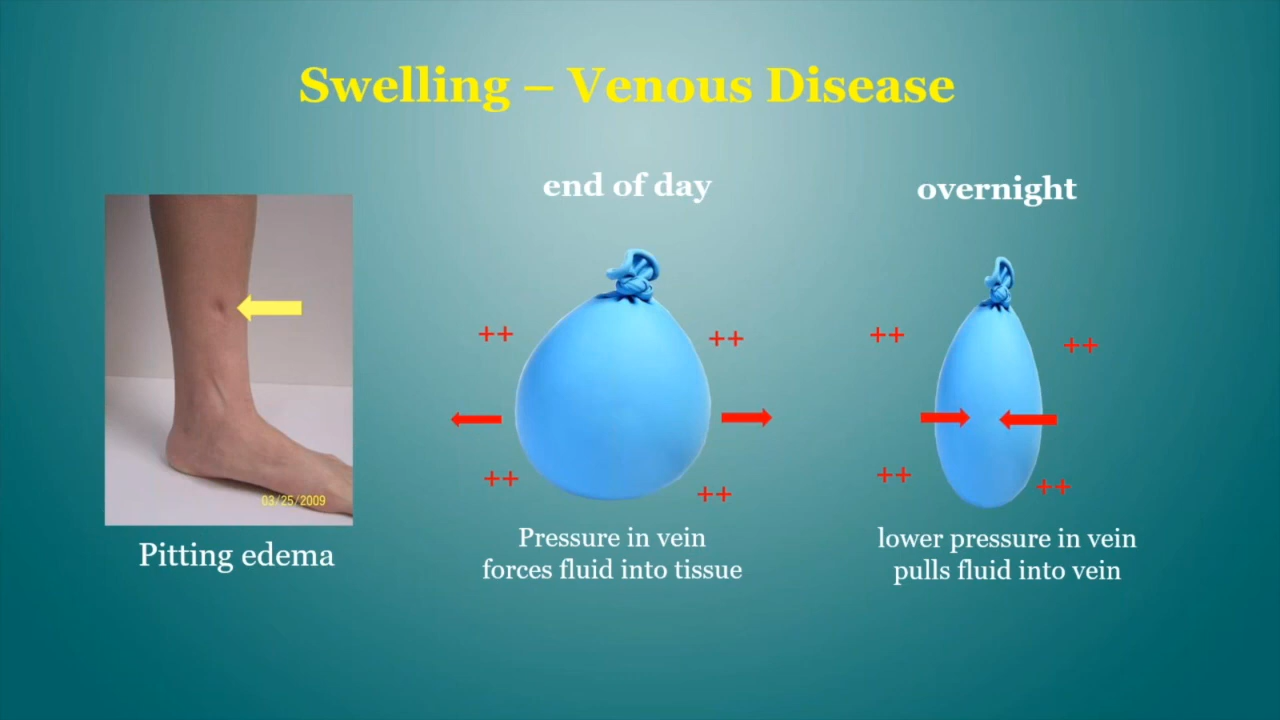 Swelling – Venous Disease
end of day
overnight
++
++
++
++
++
++
++
++
03/25/2009
Pitting edema
Pressure in vein
forces fluid into tissue
lower pressure in vein
pulls fluid into vein